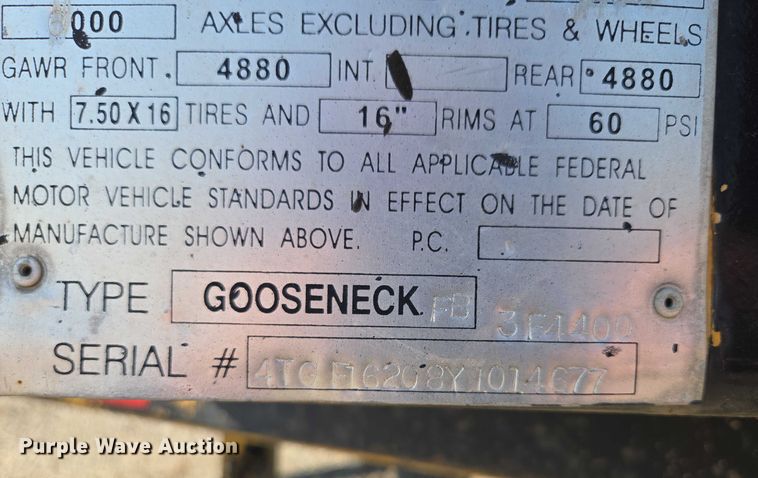 000 AXLES EXCLUDING TIRES & WHEELS
GAWR FRONT. 4880 INT. REAR 4880
WITH 7.50 X 16 TIRES AND 16" RIMS AT 60 PSI
THIS VEHICLE CONFORMS TO ALL APPLICABLE FEDERAL
MOTOR VEHICLE STANDARDS IN EFFECT ON THE DATE OF
MANUFACTURE SHOWN ABOVE. P.C.
TYPE GOOSENECK FB
SERIAL #
Purple Wave Auction